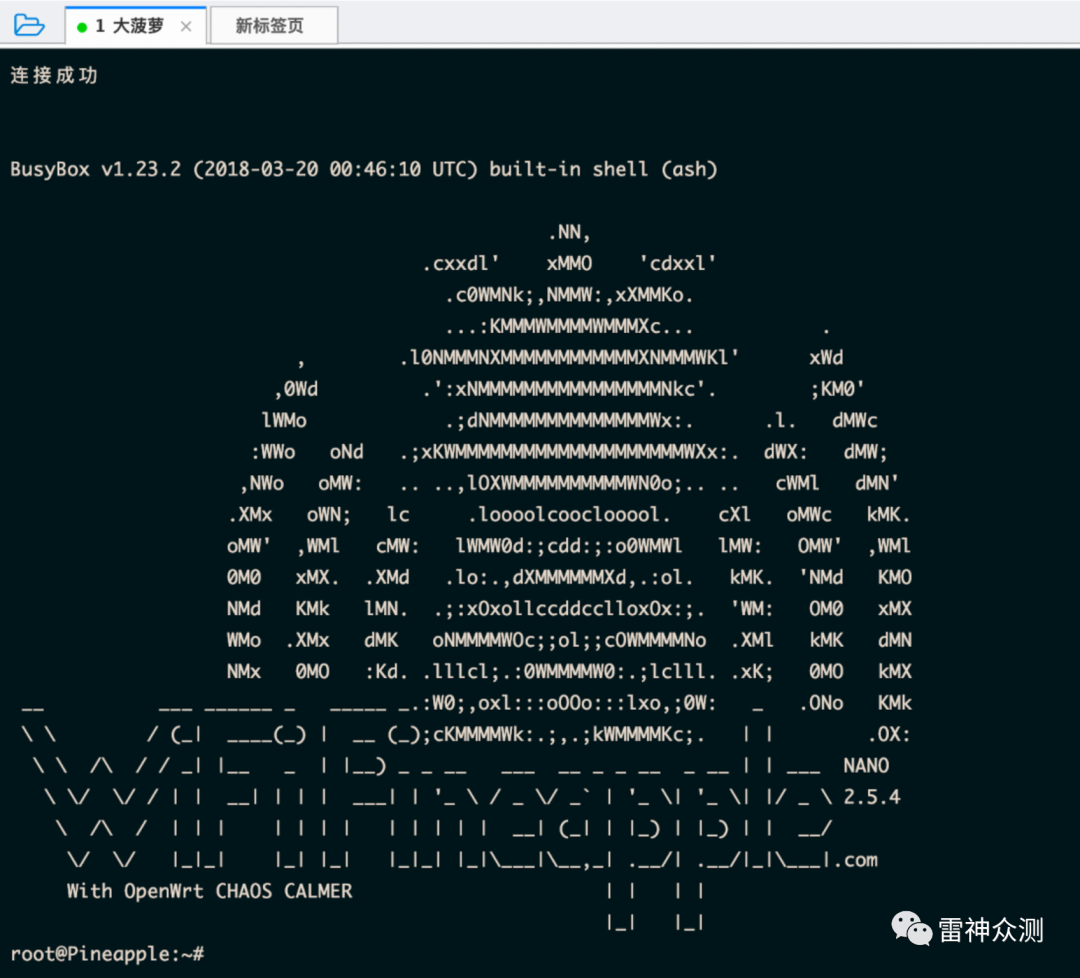 1 大菠萝
新标签页
连接成功
BusyBox v1.23.2 (2018-03-20 00:46:10 UTC) built-in shell (ash)
.NN,
.cxxdl'    xMMO    'cdxxl'
.c0WMNk;,NMMW:,xXMMKo.
...:KMMMWMMMMWMMMXc...            .
,        .l0NMMMNXMMMMMMMMMMMMXNMMMWKl'      xWd
,0Wd         .':xNMMMMMMMMMMMMMMMMNkc'.        ;KM0'
lWMo            .;dNMMMMMMMMMMMMMMWx:.      .l.   dMWc
:WWo   oNd   .;xKWMMMMMMMMMMMMMMMMMMMMWXx:.  dWX:   dMW;
,NWo   oMW:   .. ..,lOXWMMMMMMMMMMWN0o;.. ..   cWMl   dMN'
.XMx   oWN;   lc     .loooolcoocloool.    cXl   oMWc   kMK.
oMW'  ,WMl   cMW:   lWMW0d:;cdd:;:o0WMWl   lMW:   OMW'  ,WMl
0M0   xMX.  .XMd   .lo:.,dXMMMMMMXd,.:ol.   kMK.  'NMd   KMO
NMd   KMk   lMN.  .;:xOxollccddcclloxOx:;.  'WM:   OM0   xMX
WMo  .XMx   dMK   oNMMMMWOc;;ol;;cOWMMMMNo  .XMl   kMK   dMN
NMx   0MO   :Kd. .lllcl;.:0WMMMMW0:.;lclll. .xK;   0MO   kMX
.:W0;,oxl:::oOOo:::lxo,;0W:   .ONo   KMk
;cKMMMMWk:.;,.;kWMMMMKc;.   .OX:
NANO
WiFi Pineapple 2.5.4
.com
With OpenWrt CHAOS CALMER
root@Pineapple:~#
雷神众测